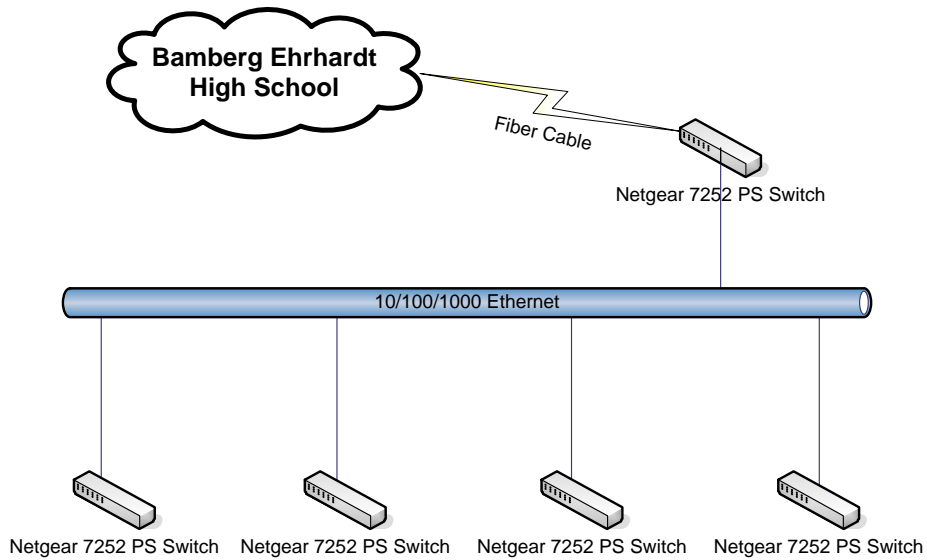 Bamberg Ehrhardt
High School
Fiber Cable
Netgear 7252 PS Switch
10/100/1000 Ethernet
Netgear 7252 PS Switch
Netgear 7252 PS Switch
Netgear 7252 PS Switch
Netgear 7252 PS Switch